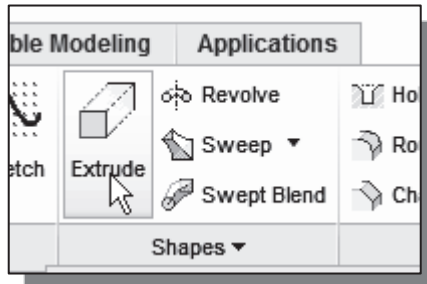 ble Modeling Applications
Revolve Ho
Sweep Ro
etch Extrude
Swept Blend Ch
Shapes